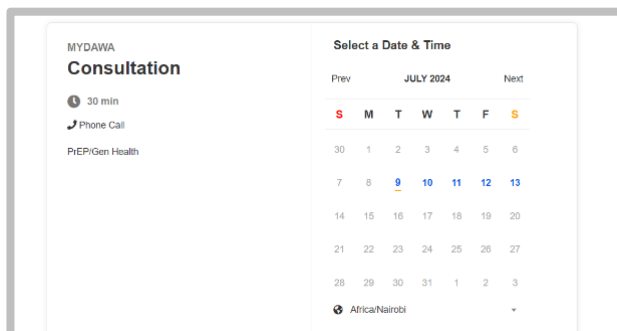 MYDAWA
Consultation
30 min
Phone Call
PrEP/Gen Health
Select a Date & Time
Prev JULY 2024 Next
S M T W T F S
30 1 2 3 4 5 6
7 8 9 10 11 12 13
14 15 16 17 18 19 20
21 22 23 24 25 26 27
28 29 30 31 1 2 3
Africa/Nairobi